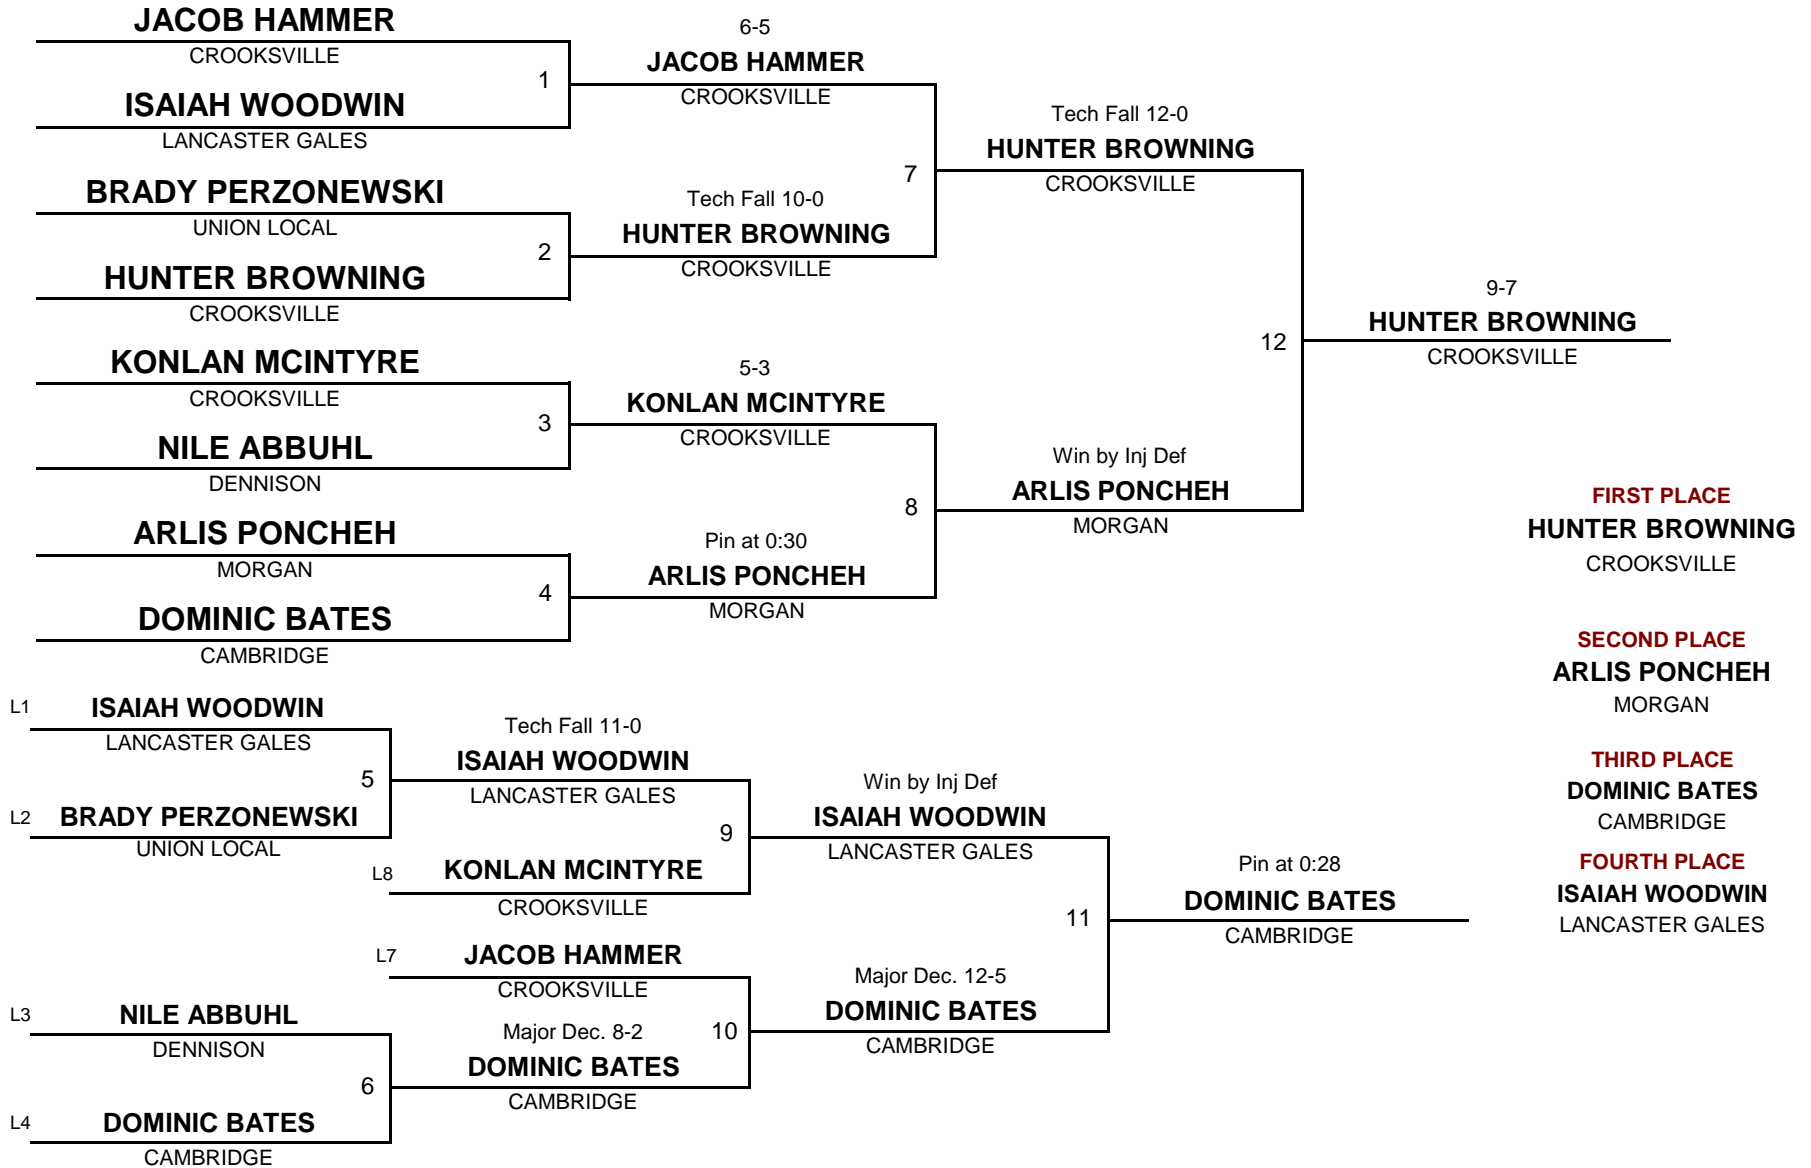 JACOB HAMMER
CROOKSVILLE
1
ISAIAH WOODWIN
LANCASTER GALES
BRADY PERZONEWSKI
UNION LOCAL
2
HUNTER BROWNING
CROOKSVILLE
KONLAN MCINTYRE
CROOKSVILLE
3
NILE ABBUHL
DENNISON
ARLIS PONCHEH
MORGAN
4
DOMINIC BATES
CAMBRIDGE
6-5
JACOB HAMMER
CROOKSVILLE
7
Tech Fall 10-0
HUNTER BROWNING
CROOKSVILLE
5-3
KONLAN MCINTYRE
CROOKSVILLE
8
Pin at 0:30
ARLIS PONCHEH
MORGAN
Tech Fall 12-0
HUNTER BROWNING
CROOKSVILLE
12
Win by Inj Def
ARLIS PONCHEH
MORGAN
9-7
HUNTER BROWNING
CROOKSVILLE
FIRST PLACE
HUNTER BROWNING
CROOKSVILLE
SECOND PLACE
ARLIS PONCHEH
MORGAN
THIRD PLACE
DOMINIC BATES
CAMBRIDGE
FOURTH PLACE
ISAIAH WOODWIN
LANCASTER GALES
L1 ISAIAH WOODWIN
LANCASTER GALES
5
L2 BRADY PERZONEWSKI
UNION LOCAL
L3 NILE ABBUHL
DENNISON
6
L4 DOMINIC BATES
CAMBRIDGE
Tech Fall 11-0
ISAIAH WOODWIN
LANCASTER GALES
9
L8 KONLAN MCINTYRE
CROOKSVILLE
L7 JACOB HAMMER
CROOKSVILLE
10
Major Dec. 8-2
DOMINIC BATES
CAMBRIDGE
Win by Inj Def
ISAIAH WOODWIN
LANCASTER GALES
11
Major Dec. 12-5
DOMINIC BATES
CAMBRIDGE
Pin at 0:28
DOMINIC BATES
CAMBRIDGE